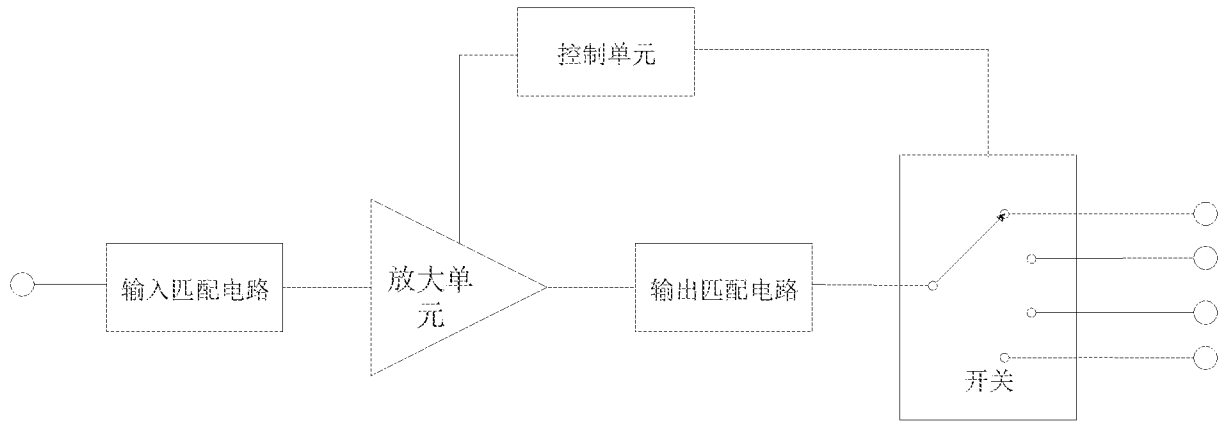 控制单元
输入匹配电路
放大单
元
输出匹配电路
开关